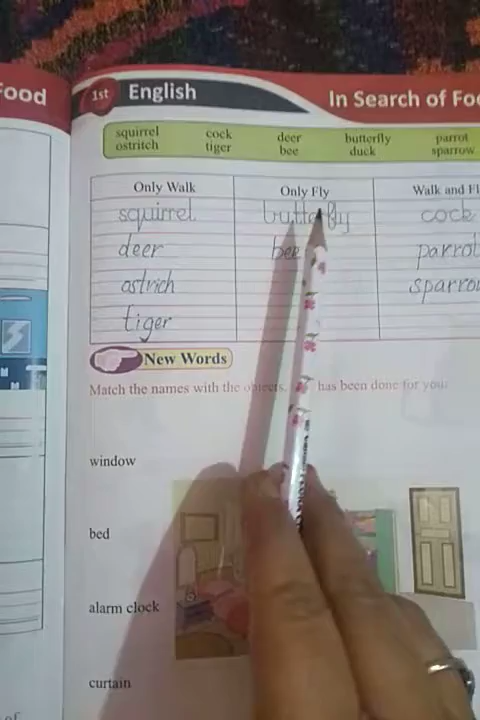 Food
1st English
In Search of Foo
squirrel cock deer butterfly parrot
ostritch tiger bee duck sparrow
Only Walk Only Fly Walk and Fl
squirrel butterfly cock
deer bee parrot
ostrich sparrow
tiger
New Words
Match the names with the objects. has been done for you.
window
bed
alarm clock
curtain
of